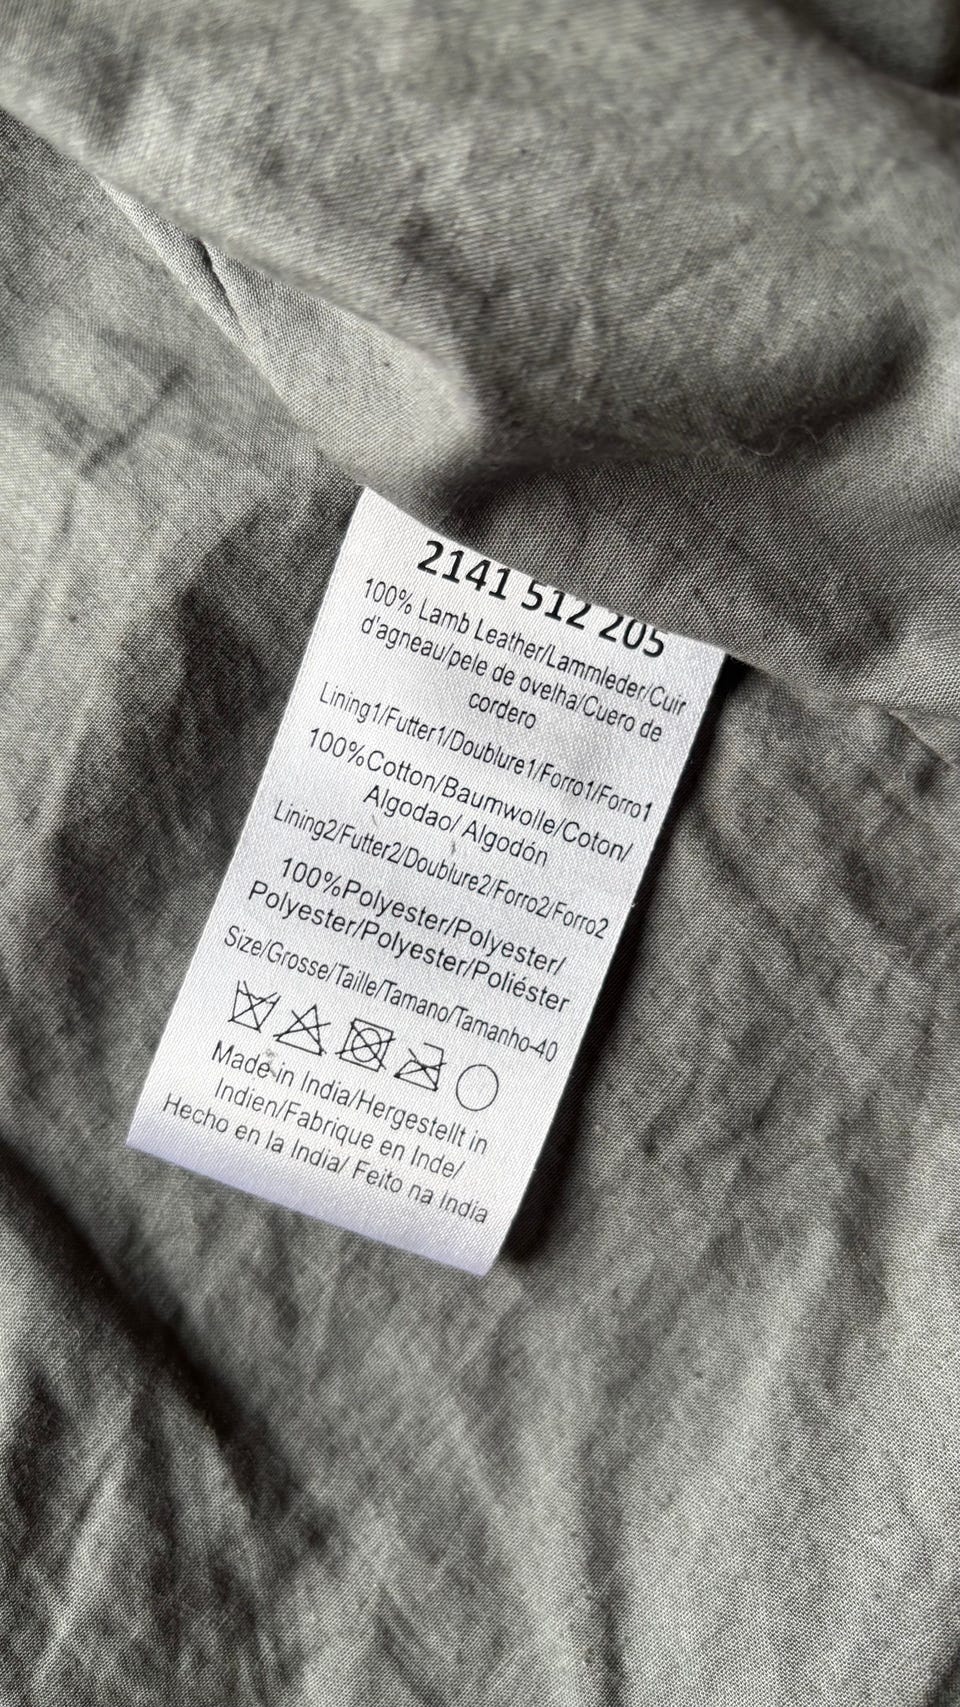 2141 512 205
100% Lamb Leather/Lammleder/Cuir
d'agneau/pele de ovelha/Cuero de
cordero
Lining1/Futter1/Doublure1/Forro1/Forro1
100%Cotton/Baumwolle/Coton/
Algodao/ Algodón
Lining2/Futter2/Doublure2/Forro2/Forro2
100%Polyester/Polyester/
Polyester/Polyester/Poliéster
Size/Grosse/Taille/Tamano/Tamanho-40
Made in India/Hergestellt in
Indien/Fabrique en Inde/
Hecho en la India/ Feito na India